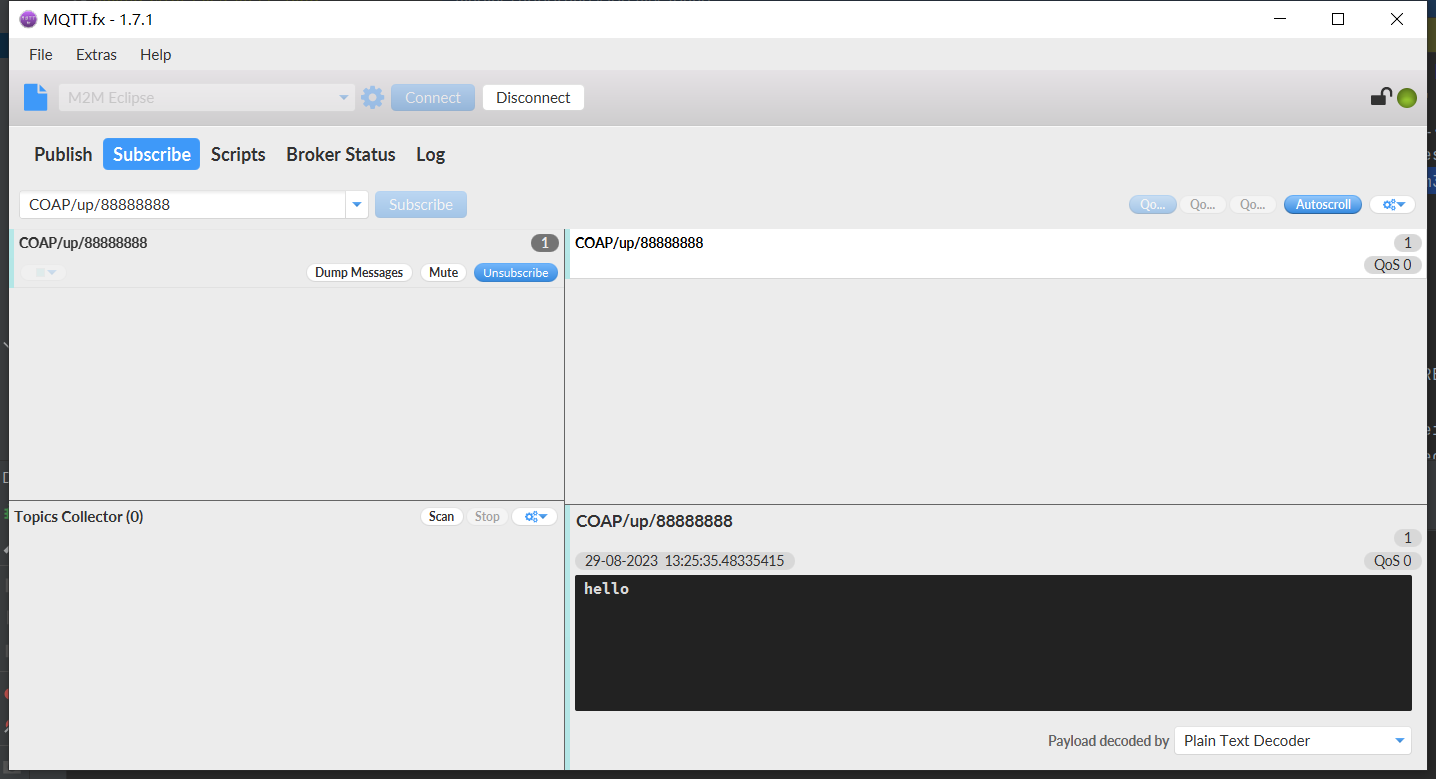 MQTT.fx - 1.7.1
File Extras Help
M2M Eclipse Connect Disconnect
Publish Subscribe Scripts Broker Status Log
COAP/up/88888888 Subscribe Qo... Qo... Qo... Autoscroll
COAP/up/88888888 1
Dump Messages Mute Unsubscribe
COAP/up/88888888 1
QoS 0
Topics Collector (0) Scan Stop
COAP/up/88888888
1
29-08-2023 13:25:35.48335415 QoS 0
hello
Payload decoded by Plain Text Decoder